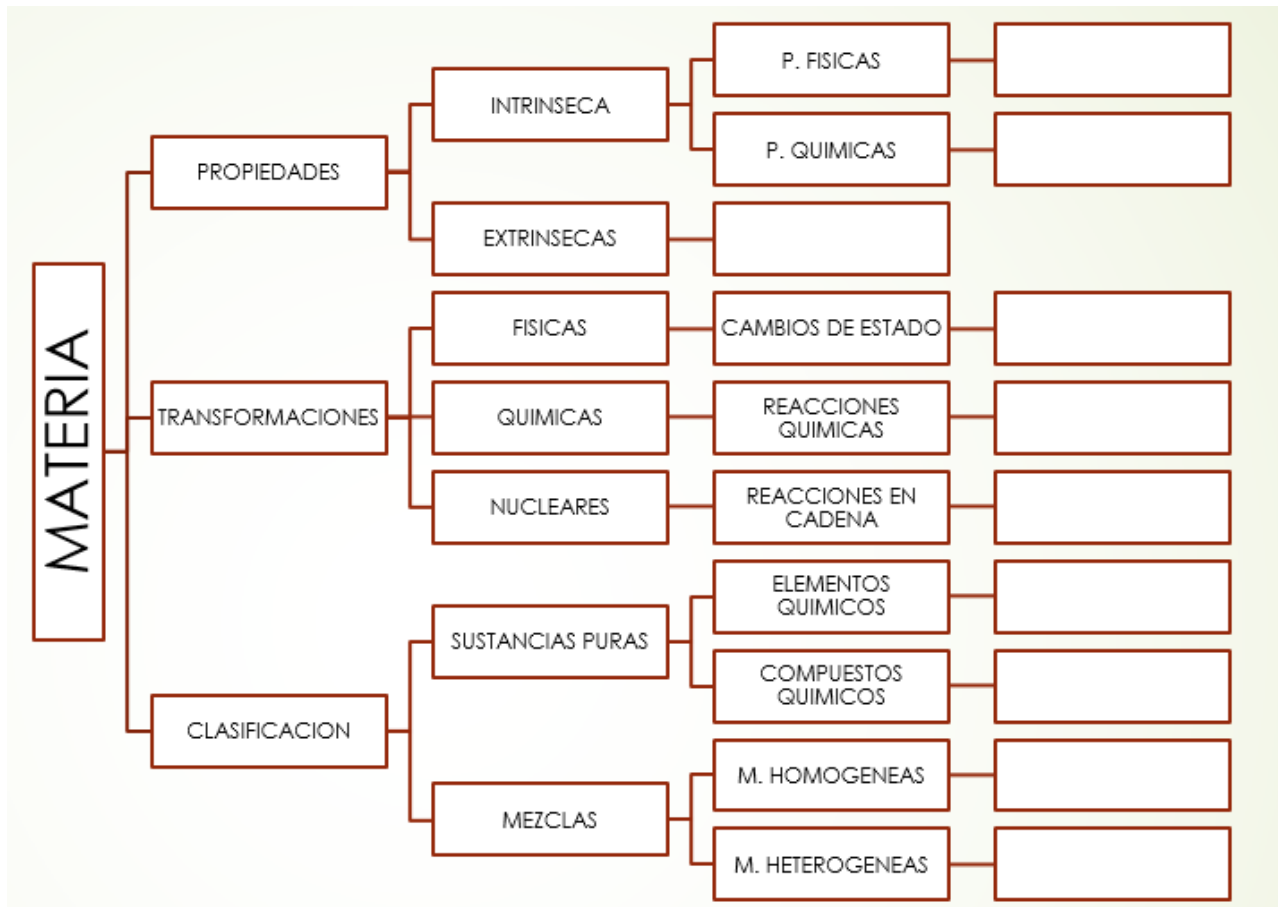 MATERIA
PROPIEDADES
INTRINSECA
P. FISICAS
P. QUIMICAS
EXTRINSECAS
TRANSFORMACIONES
FISICAS
CAMBIOS DE ESTADO
QUIMICAS
REACCIONES
QUIMICAS
NUCLEARES
REACCIONES EN
CADENA
CLASIFICACION
SUSTANCIAS PURAS
ELEMENTOS
QUIMICOS
COMPUESTOS
QUIMICOS
MEZCLAS
M. HOMOGENEAS
M. HETEROGENEAS